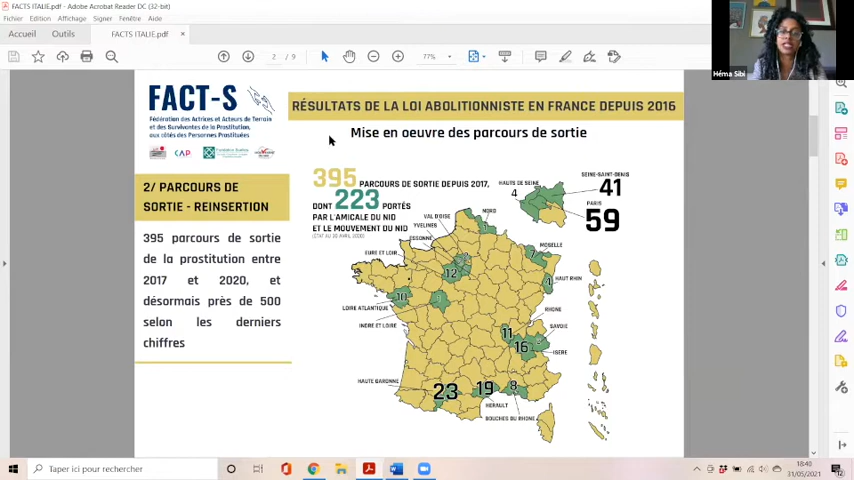 FACTS ITALIE.pdf - Adobe Acrobat Reader DC (32-bit)
Fichier Edition Affichage Signer Fenêtre Aide
Accueil Outils FACTS ITALIE.pdf ×
2 / 9 77%
Héma Sibi
FACT-S
Fédération des Actrices et Acteurs de Terrain
et des Survivantes de la Prostitution,
aux côtés des Personnes Prostituées
CAP
RÉSULTATS DE LA LOI ABOLITIONNISTE EN FRANCE DEPUIS 2016
Mise en oeuvre des parcours de sortie
2/ PARCOURS DE
SORTIE - REINSERTION
395 parcours de sortie
de la prostitution entre
2017 et 2020, et
désormais près de 500
selon les derniers
chiffres
395 PARCOURS DE SORTIE DEPUIS 2017,
DONT 223 PORTÉS
PAR L'AMICALE DU NID
ET LE MOUVEMENT DU NID
HAUTS DE SEINE
4
SEINE-SAINT-DENIS
41
PARIS
59
VAL D'OISE
YVELINES
ESSONNE
NORD
MOSELLE
EURE ET LOIR
12
HAUT RHIN
4
10
LOIRE ATLANTIQUE
INDRE ET LOIRE
RHONE
11
SAVOIE
16
ISERE
HAUTE GARONNE
23
19
8
HERAULT
BOUCHES DU RHONE
Taper ici pour rechercher
18:40
31/05/2021